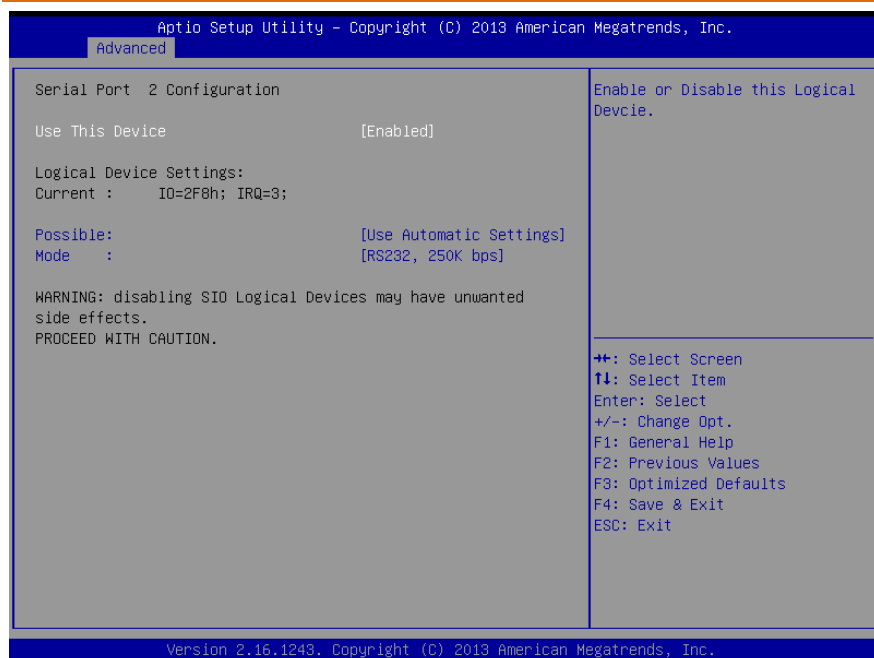 Aptio Setup Utility – Copyright (C) 2013 American Megatrends, Inc.
Advanced
Serial Port 2 Configuration
Use This Device [Enabled]
Logical Device Settings:
Current : IO=2F8h; IRQ=3;
Possible: [Use Automatic Settings]
Mode : [RS232, 250K bps]
WARNING: disabling SIO Logical Devices may have unwanted
side effects.
PROCEED WITH CAUTION.
Enable or Disable this Logical
Devcie.
→←: Select Screen
↑↓: Select Item
Enter: Select
+/-: Change Opt.
F1: General Help
F2: Previous Values
F3: Optimized Defaults
F4: Save & Exit
ESC: Exit
Version 2.16.1243. Copyright (C) 2013 American Megatrends, Inc.